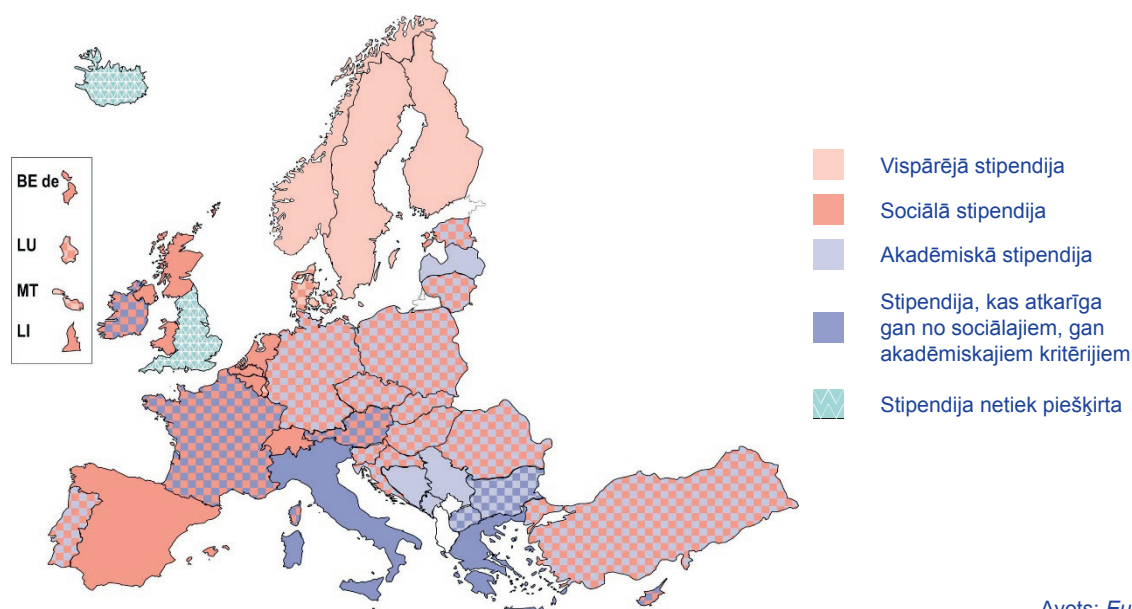 BE de
LU
MT
LI
Vispārējā stipendija
Sociālā stipendija
Akadēmiskā stipendija
Stipendija, kas atkarīga
gan no sociālajiem, gan
akadēmiskajiem kritērijiem
Stipendija netiek piešķirta
Avots: Eu